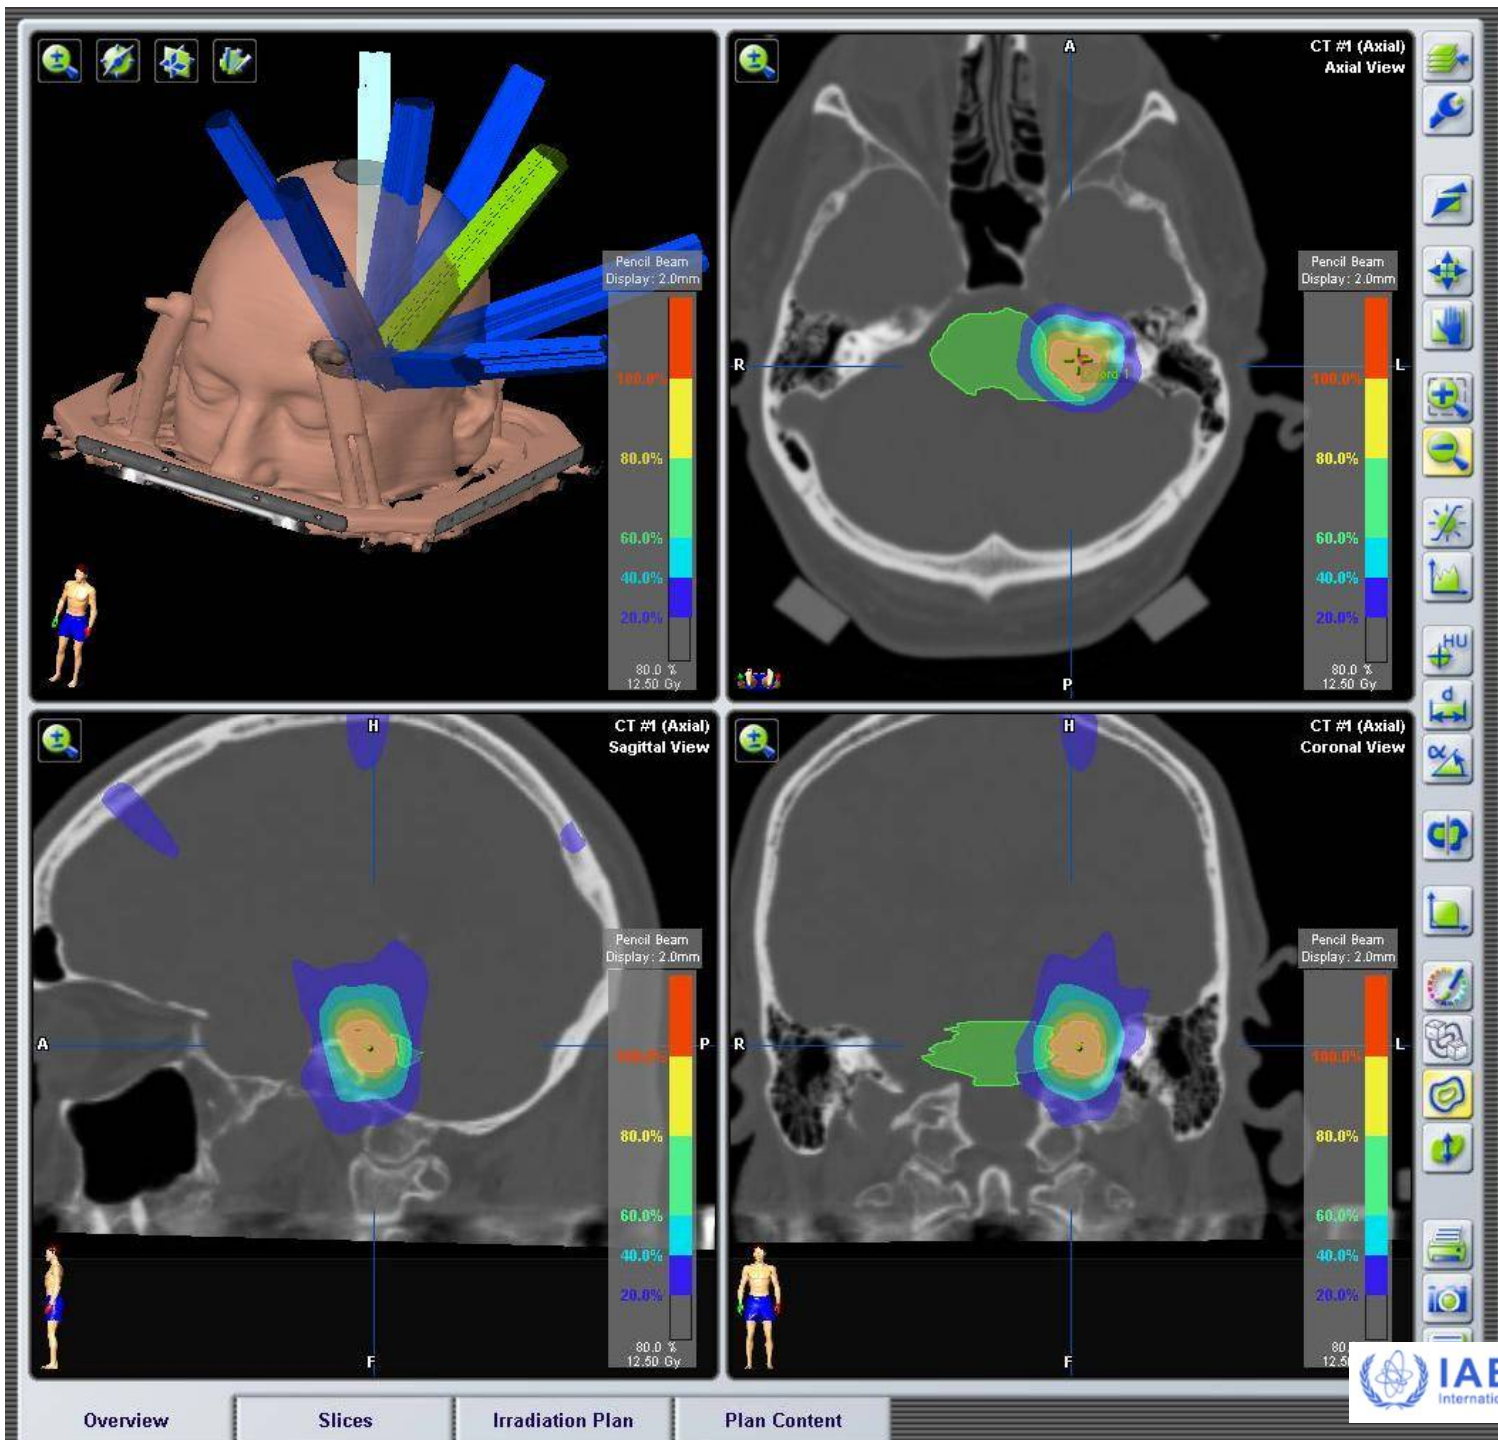 A
CT #1 (Axial)
Axial View
Pencil Beam
Display: 2.0mm
100.0%
80.0%
60.0%
40.0%
20.0%
80.0 %
12.50 Gy
R
L
Pencil Beam
Display: 2.0mm
100.0%
80.0%
60.0%
40.0%
20.0%
80.0 %
12.50 Gy
P
HU
d
α
H
CT #1 (Axial)
Sagittal View
A
P
Pencil Beam
Display: 2.0mm
100.0%
80.0%
60.0%
40.0%
20.0%
80.0 %
12.50 Gy
F
H
CT #1 (Axial)
Coronal View
R
L
Pencil Beam
Display: 2.0mm
100.0%
80.0%
60.0%
40.0%
20.0%
F
Overview
Slices
Irradiation Plan
Plan Content